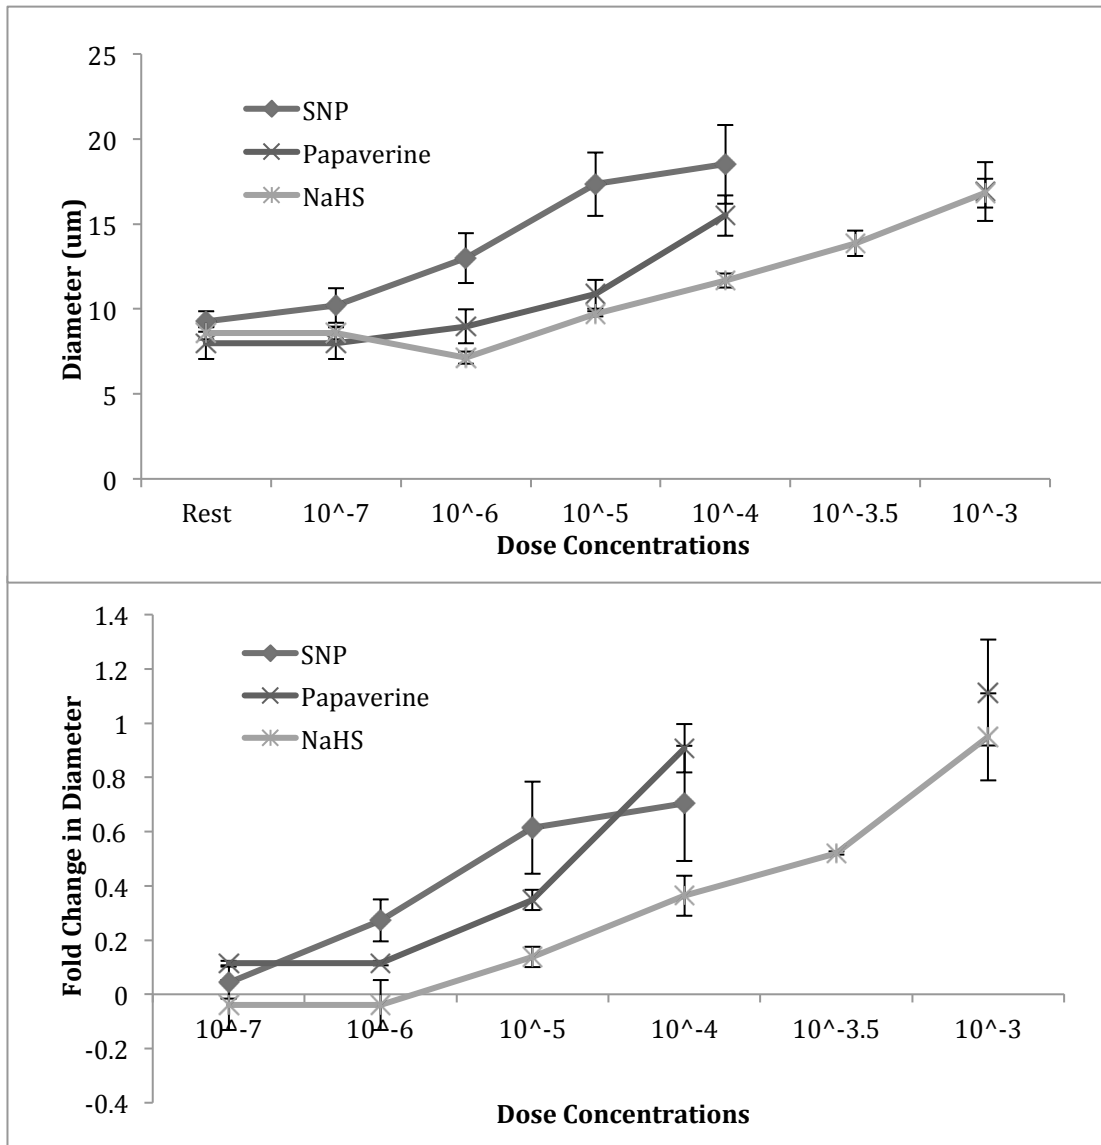 25
20
15
10
5
0
Diameter (um)
SNP
Papaverine
NaHS
Rest 10^-7 10^-6 10^-5 10^-4 10^-3.5 10^-3
Dose Concentrations
1.4
1.2
1
0.8
0.6
0.4
0.2
0
-0.2
-0.4
Fold Change in Diameter
SNP
Papaverine
NaHS
10^-7 10^-6 10^-5 10^-4 10^-3.5 10^-3
Dose Concentrations